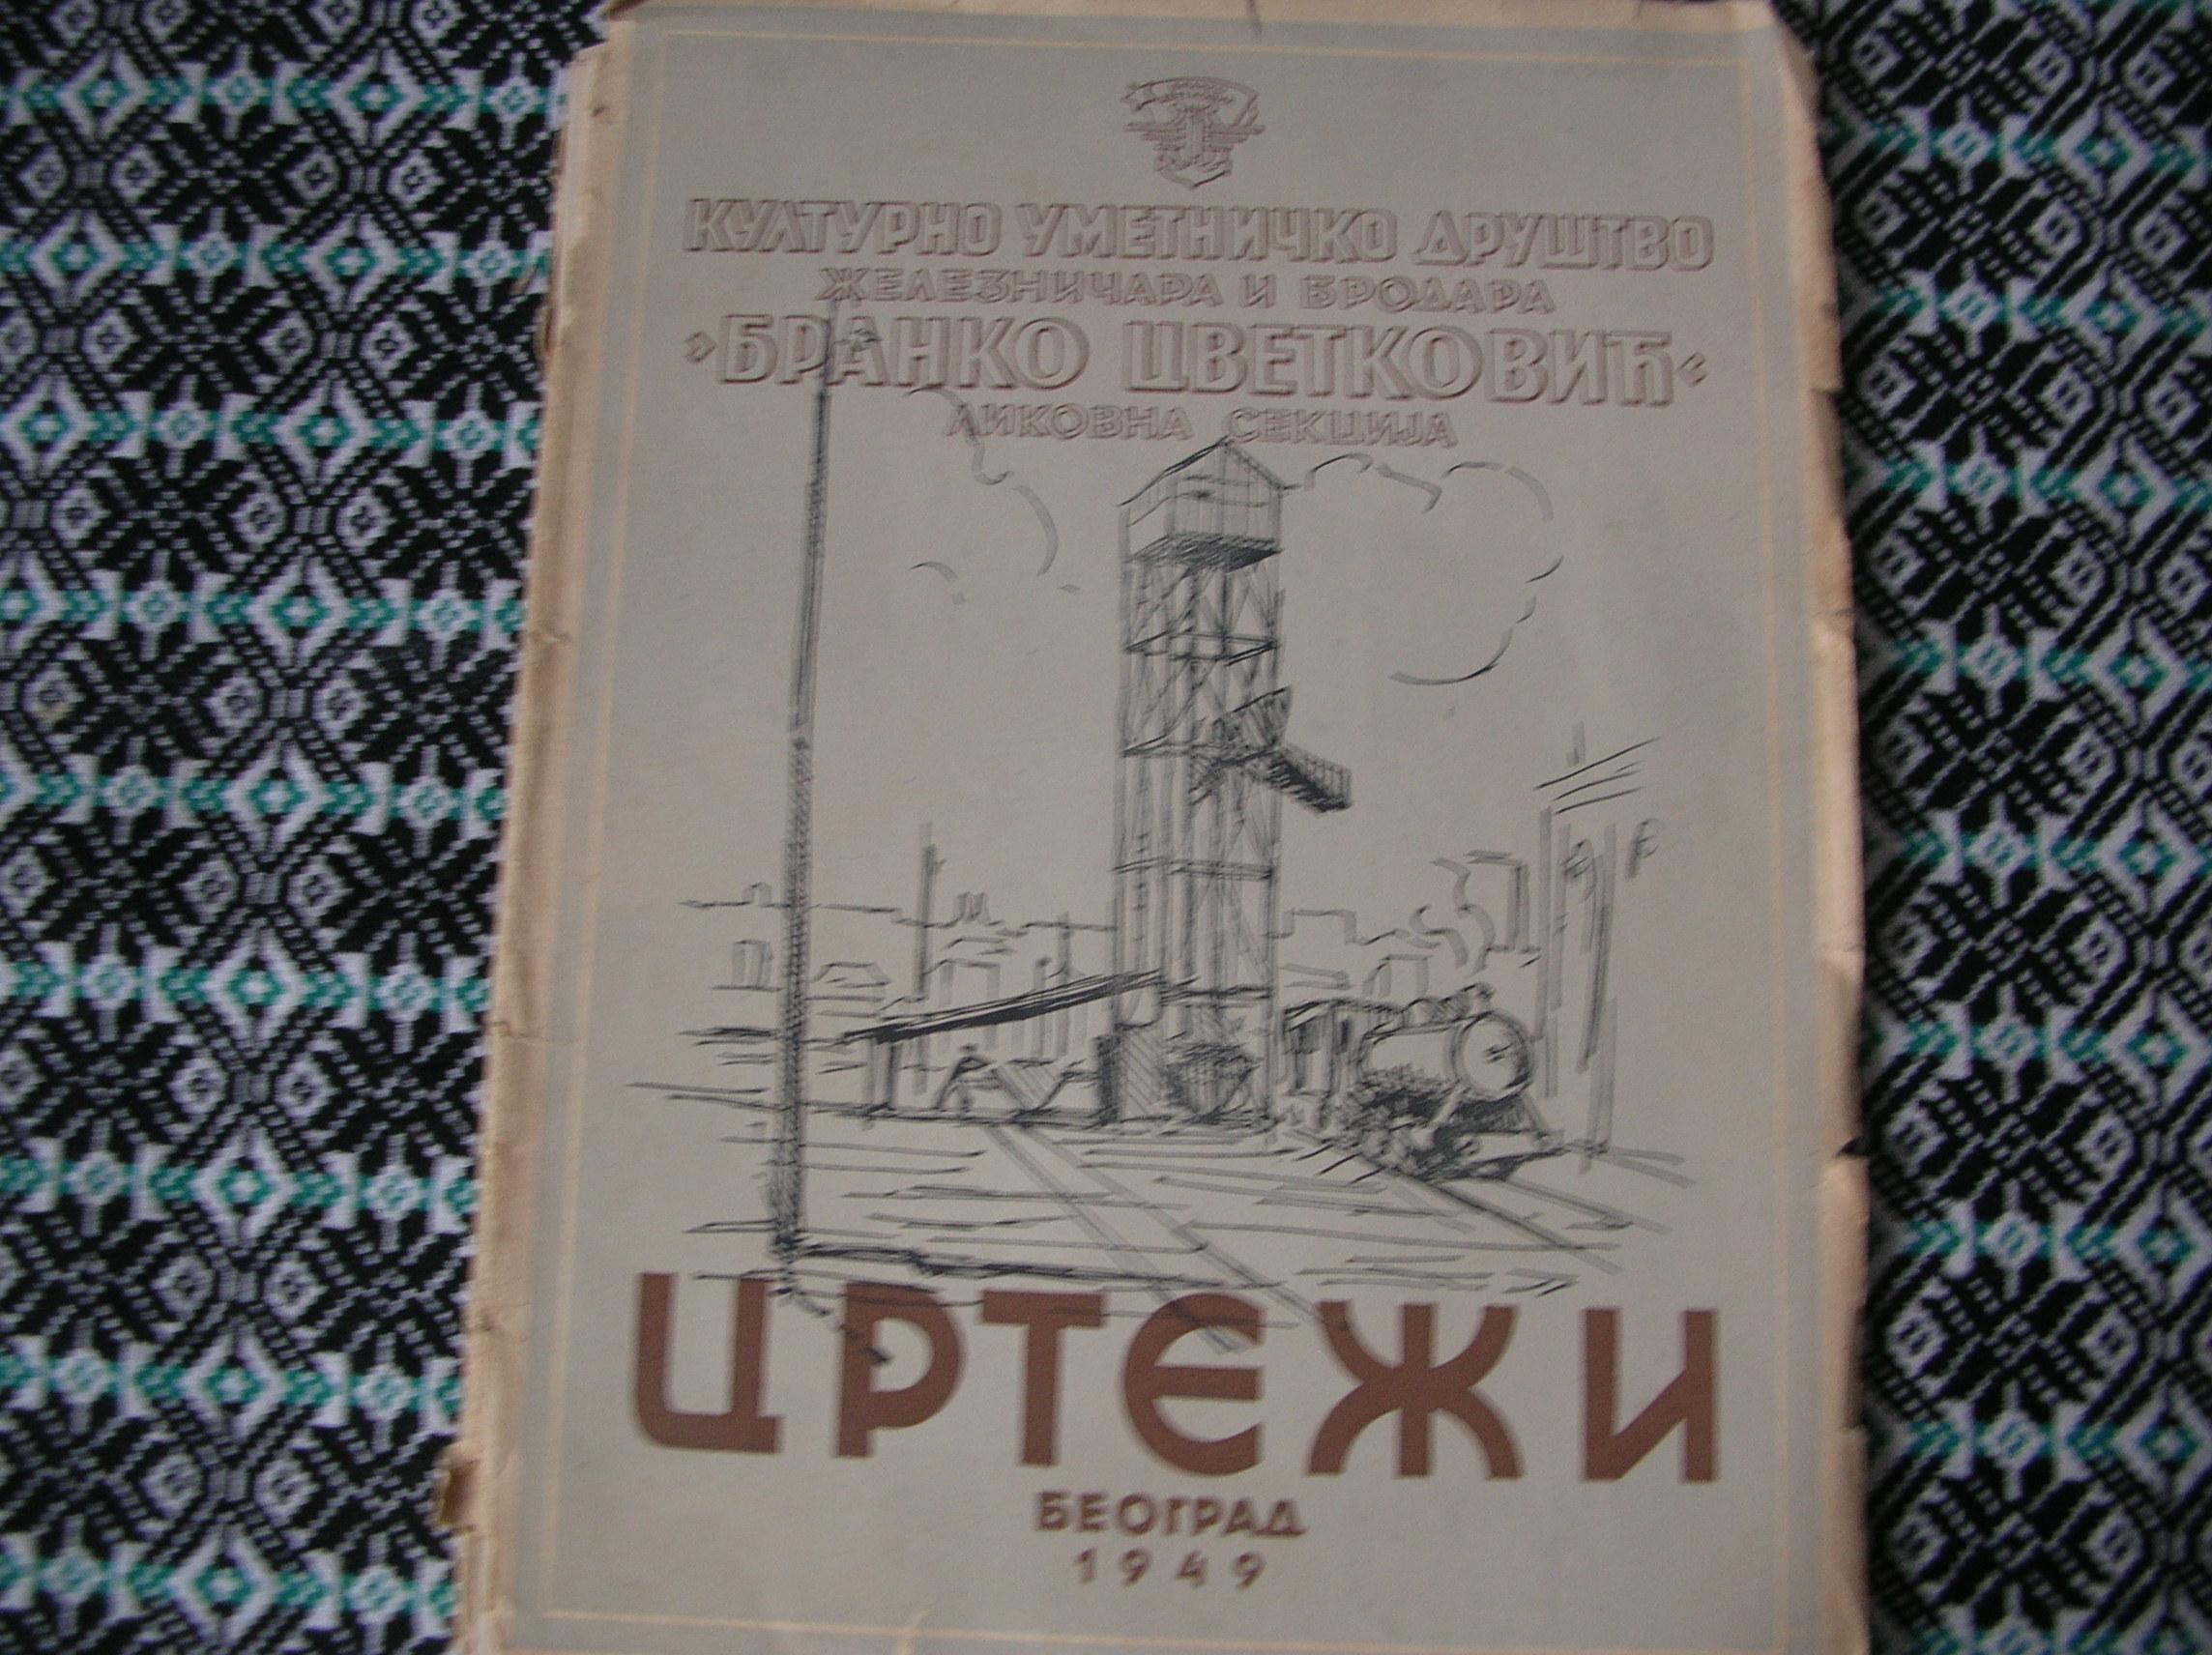 КУЛТУРНО УМЕТНИЧКО ДРУШТВО
ЖЕЛЕЗНИЧАРА И БРОДАРА
»БРАНКО ЦВЕТКОВИЋ«
ЛИКОВНА СЕКЦИЈА
ЦРТЕЖИ
БЕОГРАД
1949